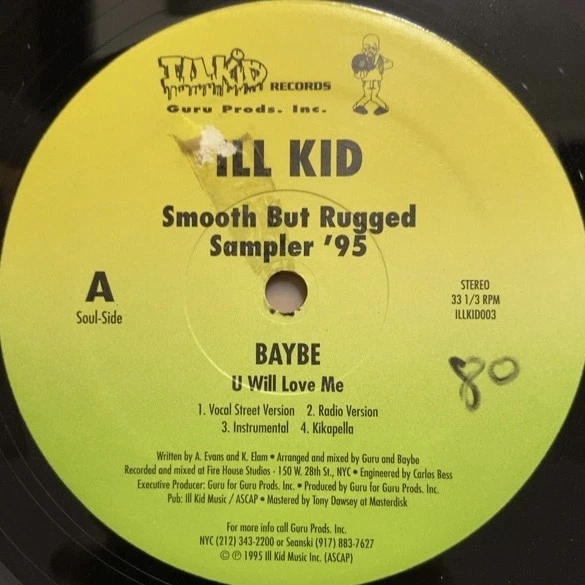 ILLKID RECORDS
Guru Prods. Inc.
ILL KID
Smooth But Rugged
Sampler '95
A
Soul-Side
STEREO
33 1/3 RPM
ILLKID003
BAYBE
U Will Love Me
1. Vocal Street Version 2. Radio Version
3. Instrumental 4. Kikapella
80
Written by A. Evans and K. Elam • Arranged and mixed by Guru and Baybe
Recorded and mixed at Fire House Studios - 150 W. 28th St., NYC • Engineered by Carlos Bess
Executive Producer: Guru for Guru Prods. Inc. • Produced by Guru for Guru Prods. Inc.
Pub: Ill Kid Music / ASCAP • Mastered by Tony Dawsey at Masterdisk
For more info call Guru Prods. Inc.
NYC (212) 343-2200 or Seanski (917) 883-7627
© ℗ 1995 Ill Kid Music Inc. (ASCAP)